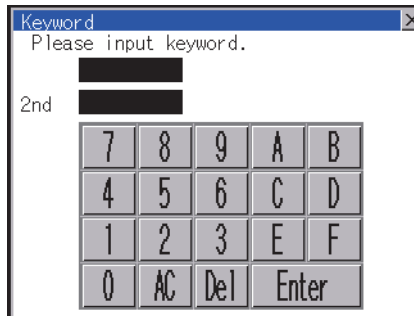 Keyword ×
Please input keyword.
2nd
7 8 9 A B
4 5 6 C D
1 2 3 E F
0 AC Del Enter